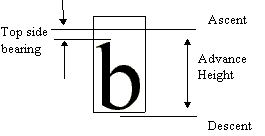 Ascent
Top side
bearing
b
Advance
Height
Descent